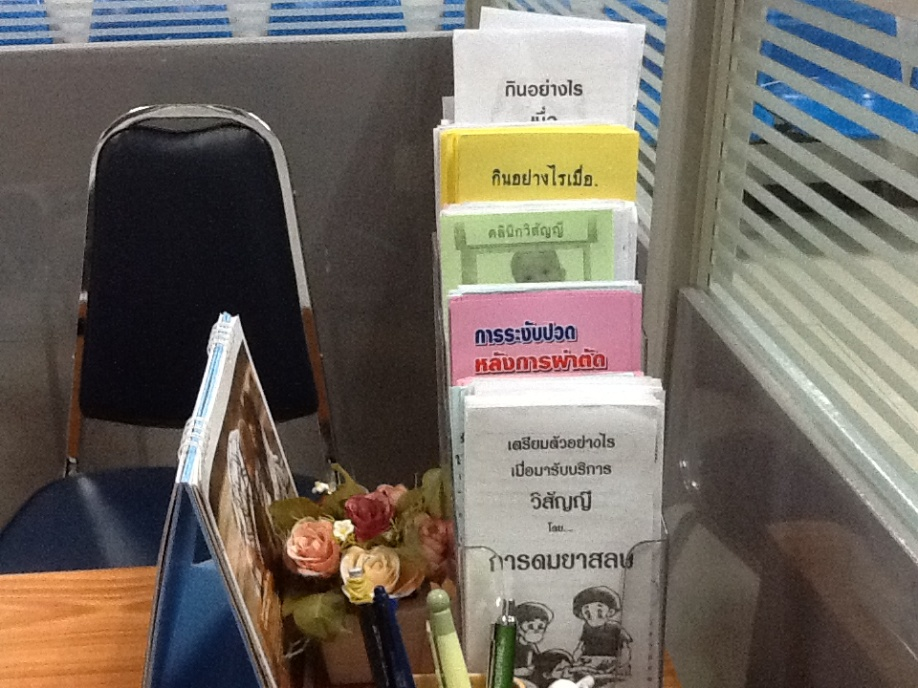 กินอย่างไร
เมื่อ
กินอย่างไรเมื่อ.
คลินิกวิสัญญี
การระงับปวด
หลังการผ่าตัด
เตรียมตัวอย่างไร
เมื่อมารับบริการ
วิสัญญี
โดย...
การดมยาสลบ